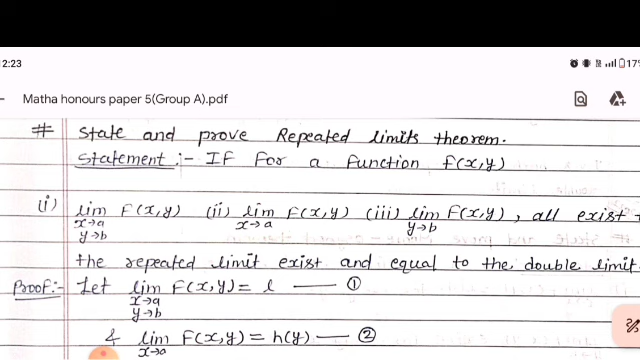 12:23
17%
Matha honours paper 5(Group A).pdf
# State and prove Repeated limits theorem.
Statement :- If For a function f(x,y)
(i) lim F(x,y) (ii) lim F(x,y) (iii) lim F(x,y), all exist
x→a x→a y→b
y→b
the repeated limit exist and equal to the double limit.
Proof:- Let lim F(x,y) = l — ①
x→a
y→b
& lim F(x,y) = h(y) — ②
x→a